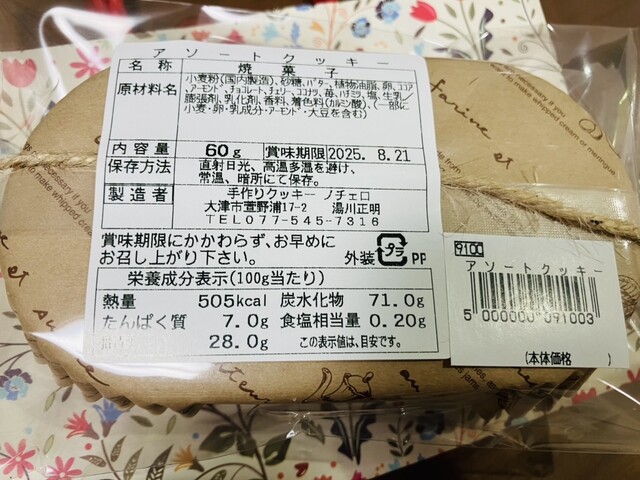 アソートクッキー
名称 焼菓子
原材料名 小麦粉(国内製造)、砂糖、バター、植物油脂、卵、ココア、
アーモンド、チョコレート、チェリー、ココナツ、苺、ハチミツ、塩、生乳/
膨張剤、乳化剤、香料、着色料(カルミン酸)、(一部に
小麦・卵・乳成分・アーモンド・大豆を含む)
内容量 60g 賞味期限 2025. 8.21
保存方法 直射日光、高温多湿を避け、
常温、暗所にて保存。
製造者 手作りクッキー ノチェロ
大津市萱野浦17-2 湯川正明
TEL077-545-7316
賞味期限にかかわらず、お早めに
お召し上がり下さい。 外装 プラ PP
栄養成分表示(100g当たり)
熱量 505kcal 炭水化物 71.0g
たんぱく質 7.0g 食塩相当量 0.20g
28.0g この表示値は、目安です。
9100
アソートクッキー
5 000000 091003
(本体価格 )
farine et